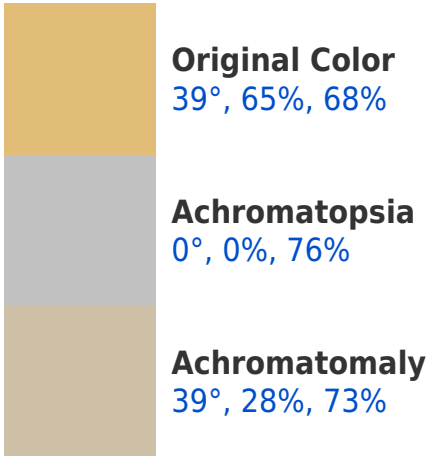 Original Color
39°, 65%, 68%
Achromatopsia
0°, 0%, 76%
Achromatomaly
39°, 28%, 73%